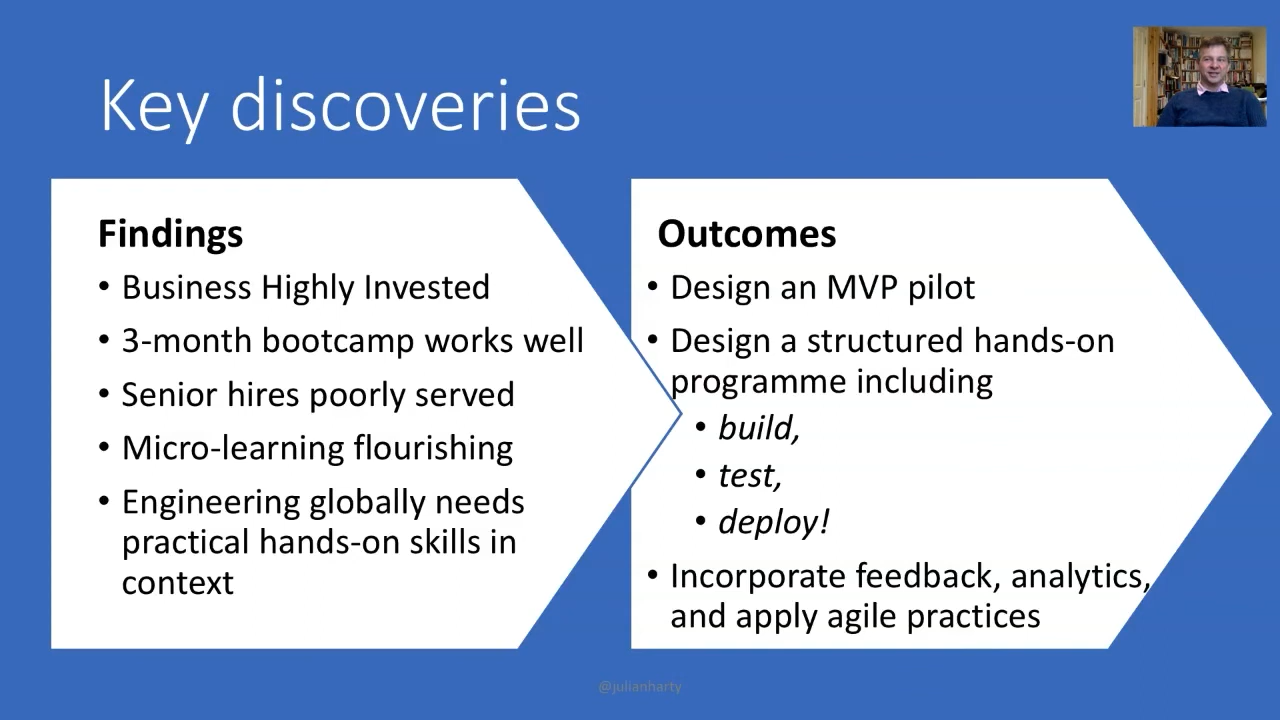 Key discoveries
Findings
• Business Highly Invested
• 3-month bootcamp works well
• Senior hires poorly served
• Micro-learning flourishing
• Engineering globally needs
practical hands-on skills in
context
Outcomes
• Design an MVP pilot
• Design a structured hands-on
programme including
• build,
• test,
• deploy!
• Incorporate feedback, analytics,
and apply agile practices
@julianharty